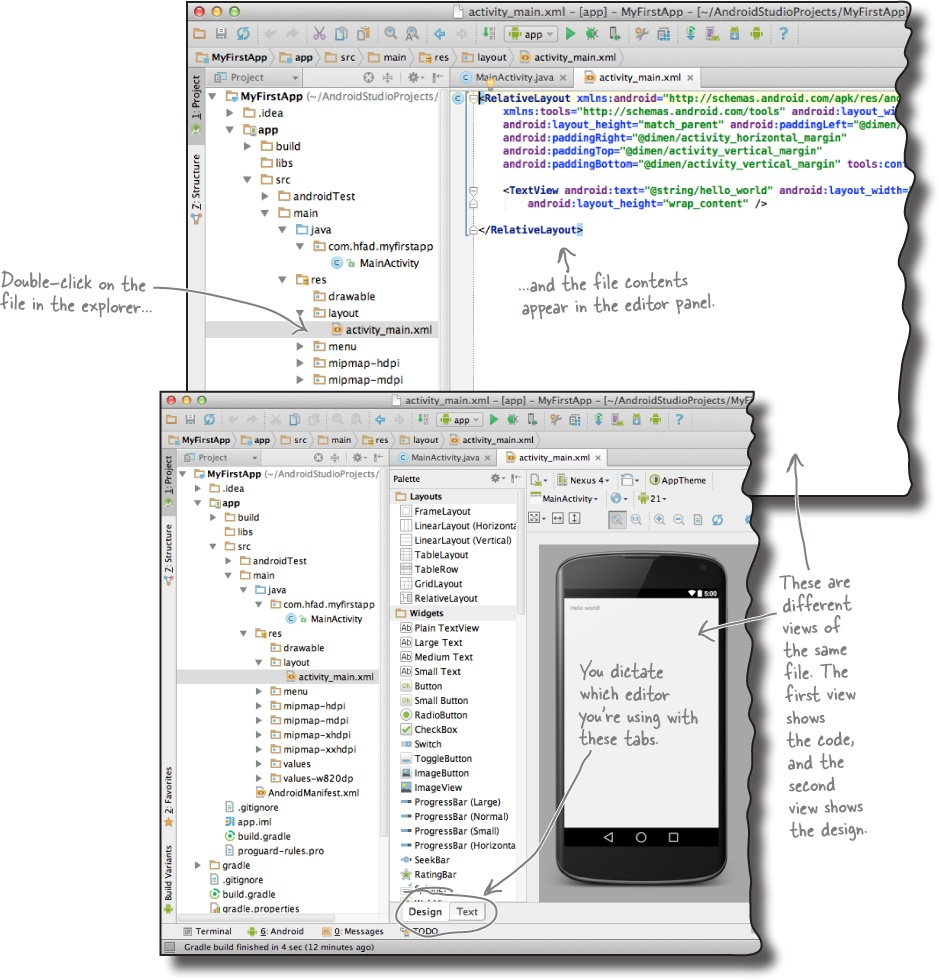 activity_main.xml - [app] - MyFirstApp - [~/AndroidStudioProjects/MyFirstApp]
app
MyFirstApp app src main res layout activity_main.xml
Project
MainActivity.java activity_main.xml
1: Project
7: Structure
MyFirstApp (~/AndroidStudioProjects/
.idea
app
build
libs
src
androidTest
main
java
com.hfad.myfirstapp
MainActivity
res
drawable
layout
activity_main.xml
menu
mipmap-hdpi
mipmap-mdpi
<RelativeLayout xmlns:android="http://schemas.android.com/apk/res/and
xmlns:tools="http://schemas.android.com/tools" android:layout_wi
android:layout_height="match_parent" android:paddingLeft="@dimen/
android:paddingRight="@dimen/activity_horizontal_margin"
android:paddingTop="@dimen/activity_vertical_margin"
android:paddingBottom="@dimen/activity_vertical_margin" tools:con
<TextView android:text="@string/hello_world" android:layout_width=
android:layout_height="wrap_content" />
</RelativeLayout>
Double-click on the
file in the explorer...
...and the file contents
appear in the editor panel.
activity_main.xml - [app] - MyFirstApp - [~/AndroidStudioProjects/MyF
app
MyFirstApp app src main res layout activity_main.xml
Project
MainActivity.java activity_main.xml
1: Project
7: Structure
2: Favorites
Build Variants
MyFirstApp (~/AndroidStudioProjects/
.idea
app
build
libs
src
androidTest
main
java
com.hfad.myfirstapp
MainActivity
res
drawable
layout
activity_main.xml
menu
mipmap-hdpi
mipmap-mdpi
mipmap-xhdpi
mipmap-xxhdpi
values
values-w820dp
AndroidManifest.xml
.gitignore
app.iml
build.gradle
proguard-rules.pro
gradle
.gitignore
build.gradle
gradle.properties
Palette
Layouts
FrameLayout
LinearLayout (Horizonta
LinearLayout (Vertical)
TableLayout
TableRow
GridLayout
RelativeLayout
Widgets
Plain TextView
Large Text
Medium Text
Small Text
Button
Small Button
RadioButton
CheckBox
Switch
ToggleButton
ImageButton
ImageView
ProgressBar (Large)
ProgressBar (Normal)
ProgressBar (Small)
ProgressBar (Horizonta
SeekBar
RatingBar
Design Text
Nexus 4 AppTheme
MainActivity 21
5:00
Hello world!
You dictate
which editor
you're using with
these tabs.
These are
different
views of
the same
file. The
first view
shows
the code,
and the
second
view shows
the design.
Terminal 6: Android 0: Messages TODO
Gradle build finished in 4 sec (12 minutes ago)